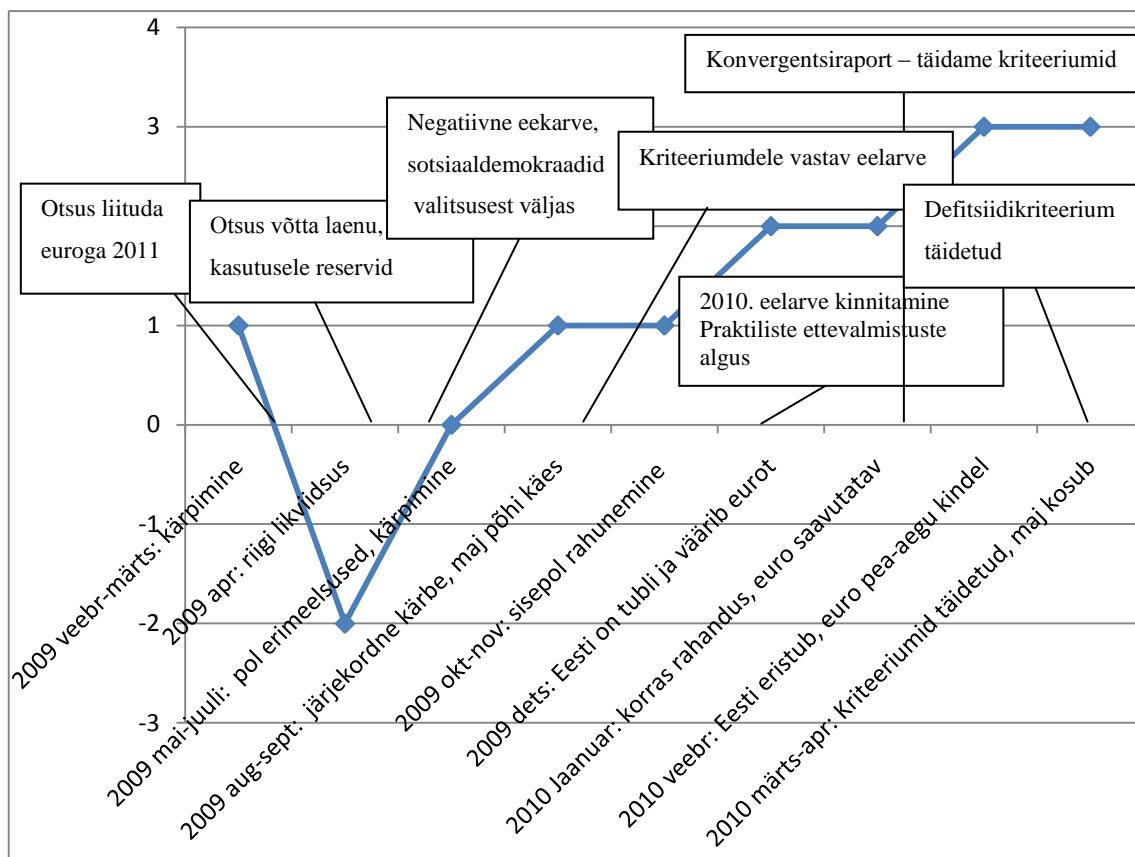 4
3
1
0
-1
-2
-3
Konvergentsiraport – täidame kriteeriumid
Negatiivne eekarve,
sotsiaaldemokraadid
valitsusest väljas
Kriteeriumdele vastav eelarve
Otsus liituda
euroga 2011
Otsus võtta laenu,
kasutusele reservid
Defitsiidikriteerium
täidetud
2010. eelarve kinnitamine
Praktiliste ettevalmistuste
algus
2009 veebr-märts: kärpimine
2009 apr: riigi likviidsus
2009 mai-juuli: pol erimeelsused, kärpimine
2009 aug-sept: järjekordne kärbe, maj põhi käes
2009 okt-nov: sisepol rahunemine
2009 dets: Eesti on tubli ja väärib eurot
2010 Jaanuar: korras rahandus, euro saavutatav
2010 veebr: Eesti eristub, euro pea-aegu kindel
2010 märts-apr: Kriteeriumid täidetud, maj kosub